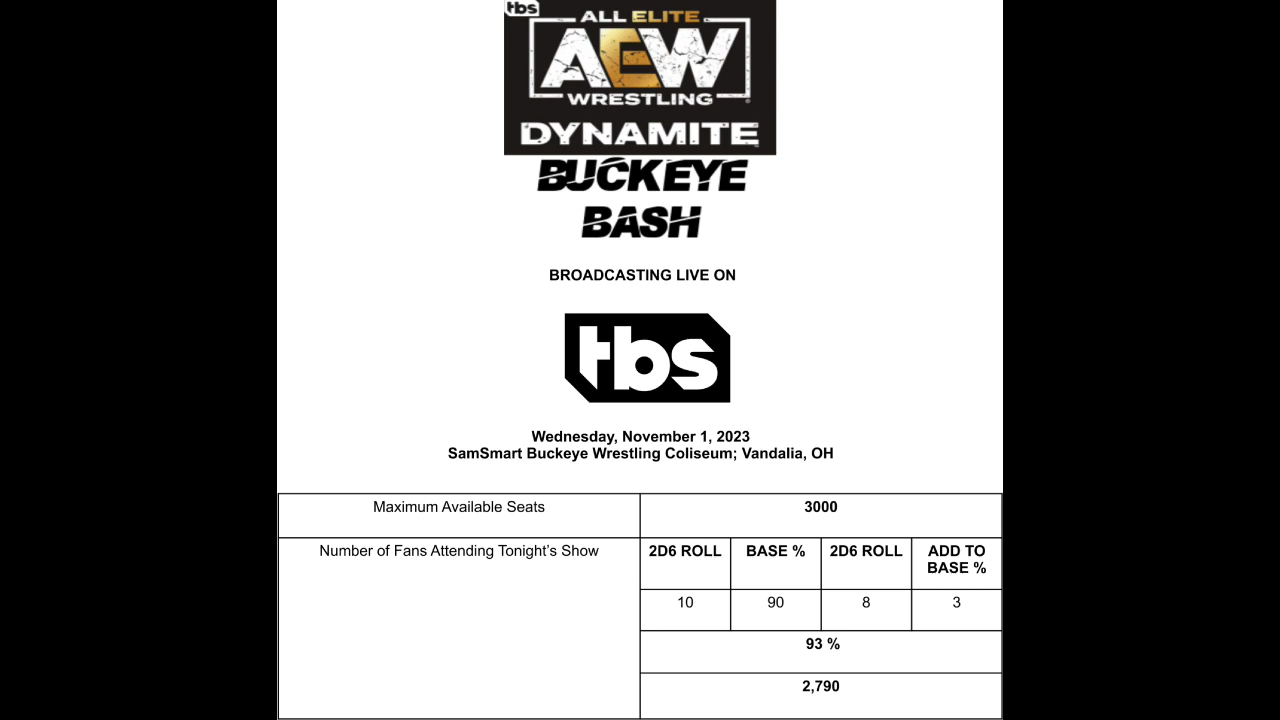 tbs
ALL ELITE
AEW
WRESTLING
DYNAMITE
BUCKEYE
BASH
BROADCASTING LIVE ON
tbs
Wednesday, November 1, 2023
SamSmart Buckeye Wrestling Coliseum; Vandalia, OH
Maximum Available Seats 3000
Number of Fans Attending Tonight's Show 2D6 ROLL BASE % 2D6 ROLL ADD TO
BASE %
10 90 8 3
93 %
2,790